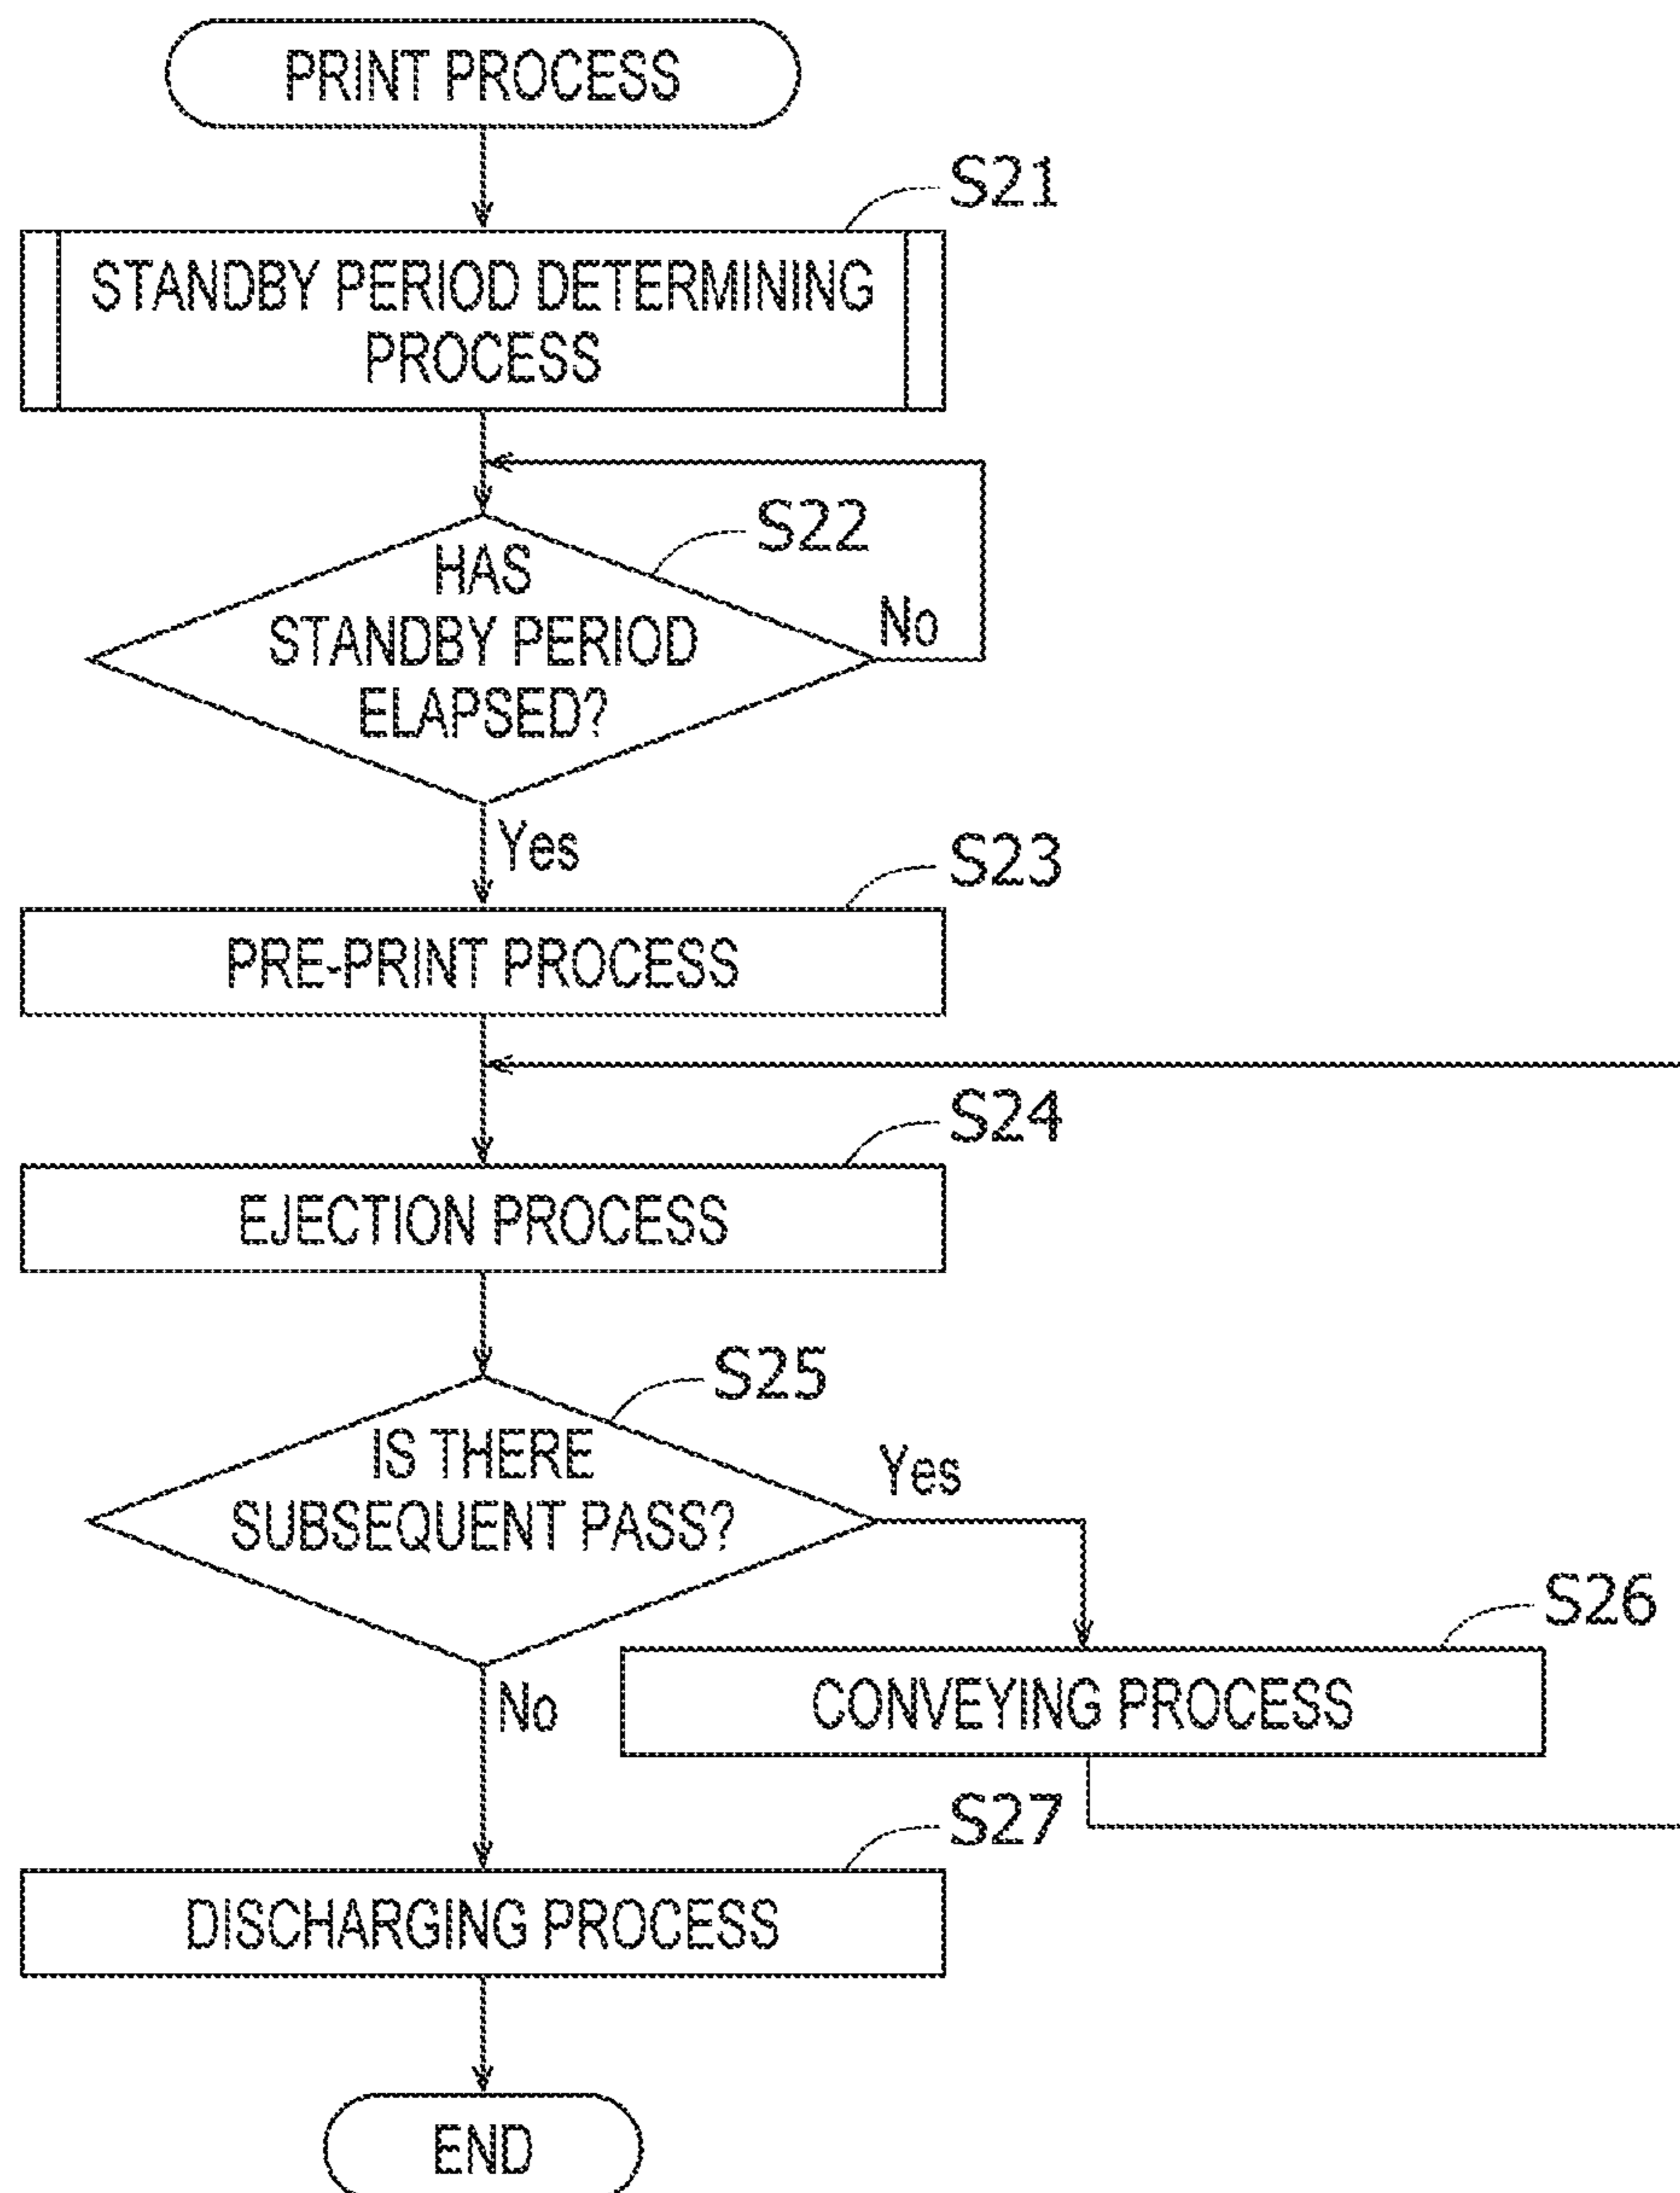 PRINT PROCESS
S21
STANDBY PERIOD DETERMINING
PROCESS
S22
HAS
STANDBY PERIOD
ELAPSED?
No
Yes
S23
PRE-PRINT PROCESS
S24
EJECTION PROCESS
S25
IS THERE
SUBSEQUENT PASS?
Yes
S26
CONVEYING PROCESS
No
S27
DISCHARGING PROCESS
END